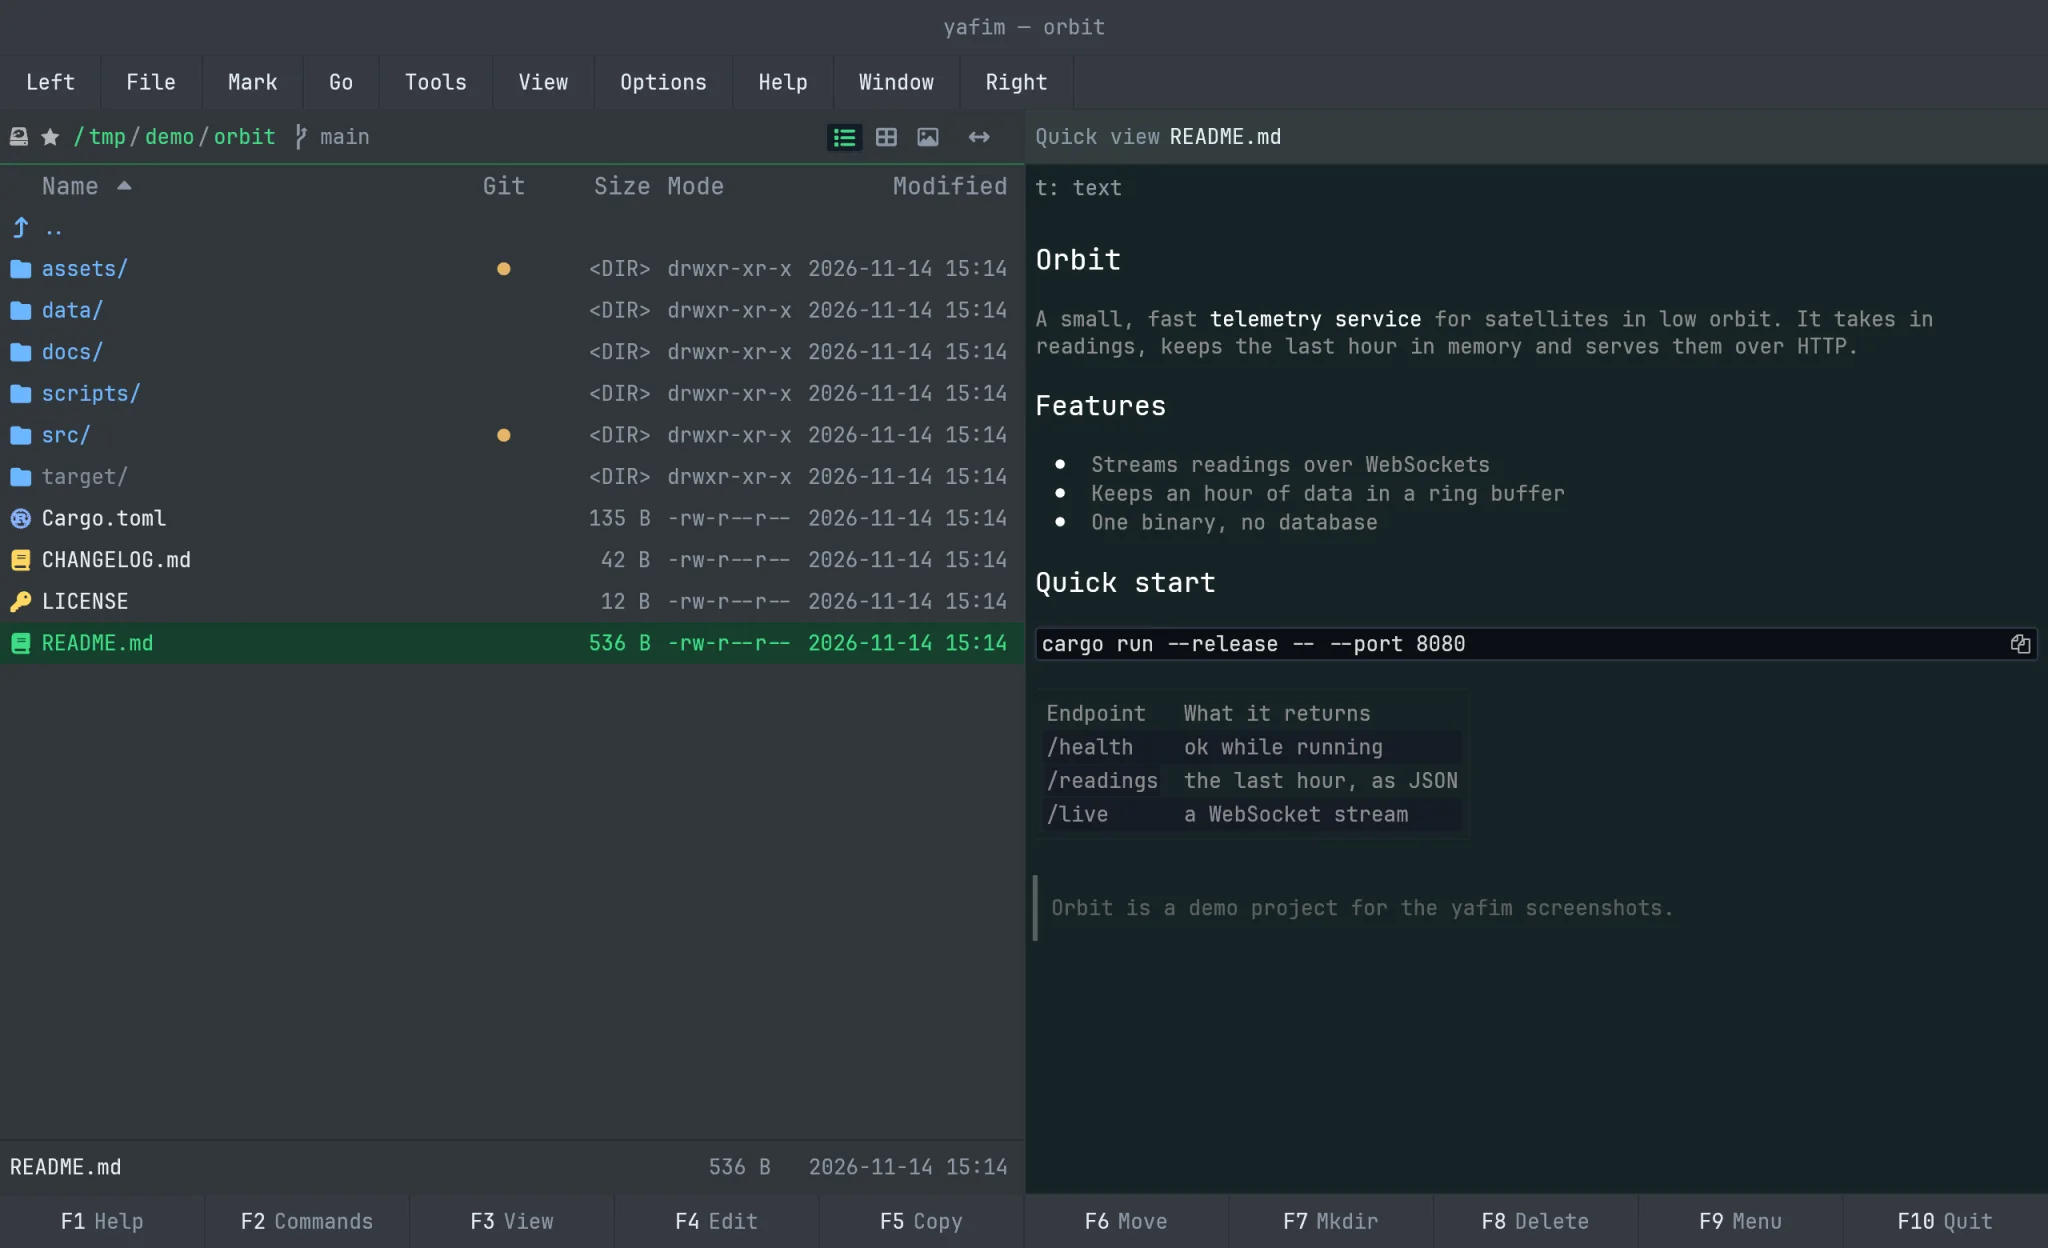 yafim — orbit
Left File Mark Go Tools View Options Help Window Right
/tmp/demo/orbit main
Name Git Size Mode Modified
..
assets/ <DIR> drwxr-xr-x 2026-11-14 15:14
data/ <DIR> drwxr-xr-x 2026-11-14 15:14
docs/ <DIR> drwxr-xr-x 2026-11-14 15:14
scripts/ <DIR> drwxr-xr-x 2026-11-14 15:14
src/ <DIR> drwxr-xr-x 2026-11-14 15:14
target/ <DIR> drwxr-xr-x 2026-11-14 15:14
Cargo.toml 135 B -rw-r--r-- 2026-11-14 15:14
CHANGELOG.md 42 B -rw-r--r-- 2026-11-14 15:14
LICENSE 12 B -rw-r--r-- 2026-11-14 15:14
README.md 536 B -rw-r--r-- 2026-11-14 15:14
README.md 536 B 2026-11-14 15:14
Quick view README.md
t: text
Orbit
A small, fast telemetry service for satellites in low orbit. It takes in
readings, keeps the last hour in memory and serves them over HTTP.
Features
● Streams readings over WebSockets
● Keeps an hour of data in a ring buffer
● One binary, no database
Quick start
cargo run --release -- --port 8080
Endpoint What it returns
/health ok while running
/readings the last hour, as JSON
/live a WebSocket stream
Orbit is a demo project for the yafim screenshots.
F1 Help F2 Commands F3 View F4 Edit F5 Copy F6 Move F7 Mkdir F8 Delete F9 Menu F10 Quit